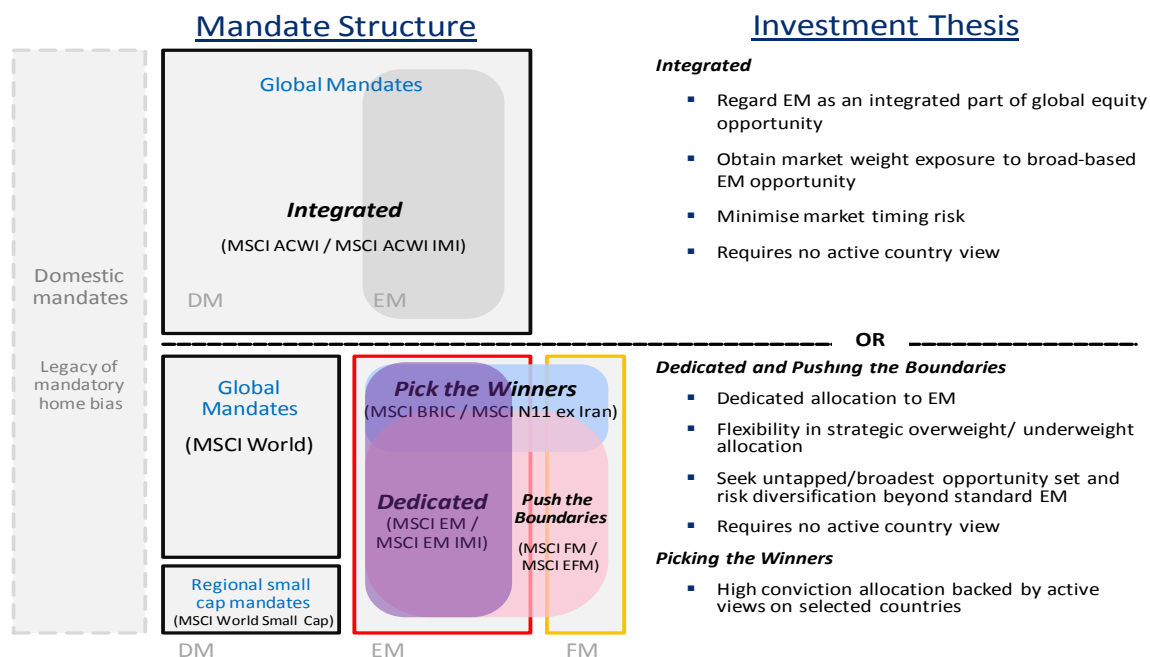 Mandate Structure
Investment Thesis
Domestic
mandates
Legacy of
mandatory
home bias
Global Mandates
Integrated
(MSCI ACWI / MSCI ACWI IMI)
DM
EM
Integrated
▪ Regard EM as an integrated part of global equity
opportunity
▪ Obtain market weight exposure to broad-based
EM opportunity
▪ Minimise market timing risk
▪ Requires no active country view
OR
Global
Mandates
(MSCI World)
Regional small
cap mandates
(MSCI World Small Cap)
Pick the Winners
(MSCI BRIC / MSCI N11 ex Iran)
Dedicated
(MSCI EM /
MSCI EM IMI)
Push the
Boundaries
(MSCI FM /
MSCI EFM)
DM
EM
FM
Dedicated and Pushing the Boundaries
▪ Dedicated allocation to EM
▪ Flexibility in strategic overweight/ underweight
allocation
▪ Seek untapped/broadest opportunity set and
risk diversification beyond standard EM
▪ Requires no active country view
Picking the Winners
▪ High conviction allocation backed by active
views on selected countries